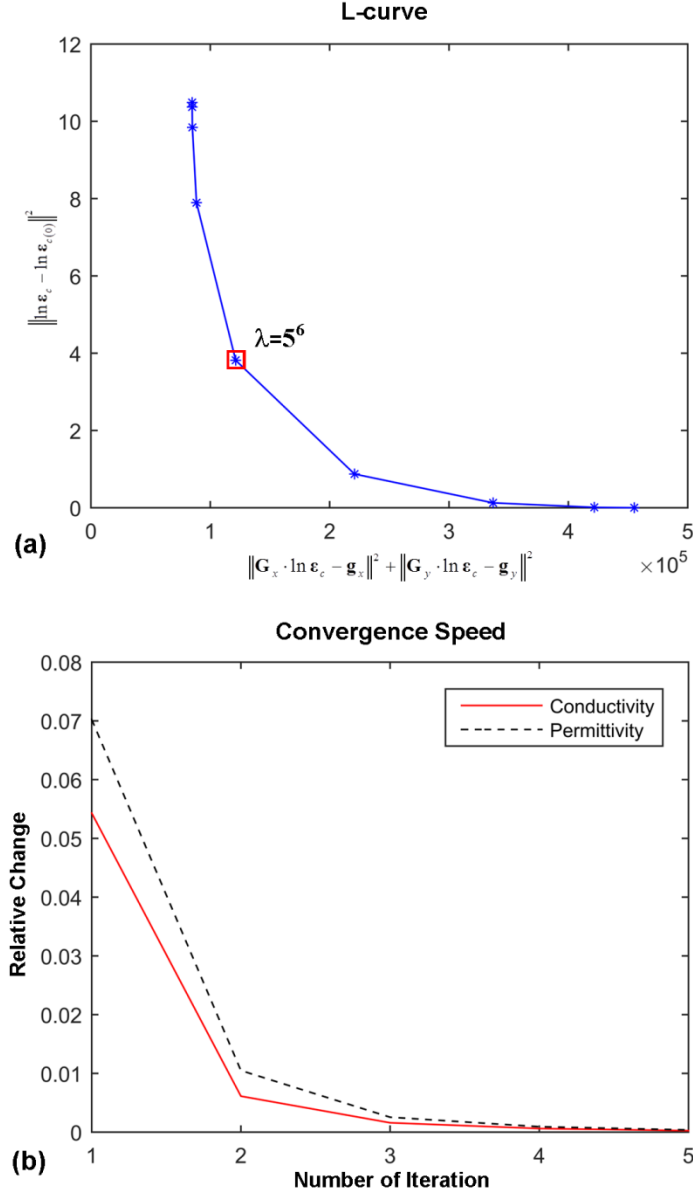 L-curve
12
10
8
6
4
2
0
‖ln ε_c − ln ε_c(0)‖²
λ=5⁶
0 1 2 3 4 5
×10⁵
(a)
‖G_x · ln ε_c − g_x‖² + ‖G_y · ln ε_c − g_y‖²
Convergence Speed
0.08
0.07
0.06
0.05
0.04
0.03
0.02
0.01
0
Relative Change
Conductivity
Permittivity
1 2 3 4 5
(b)
Number of Iteration